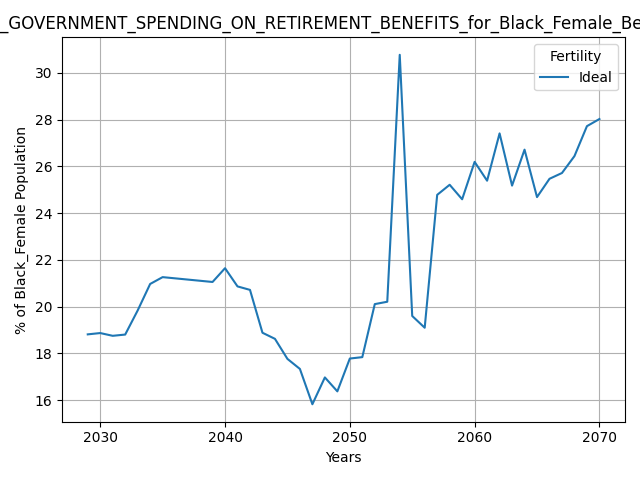 _GOVERNMENT_SPENDING_ON_RETIREMENT_BENEFITS_for_Black_Female_Be
Fertility
Ideal
% of Black_Female Population
30
28
26
24
22
20
18
16
2030 2040 2050 2060 2070
Years